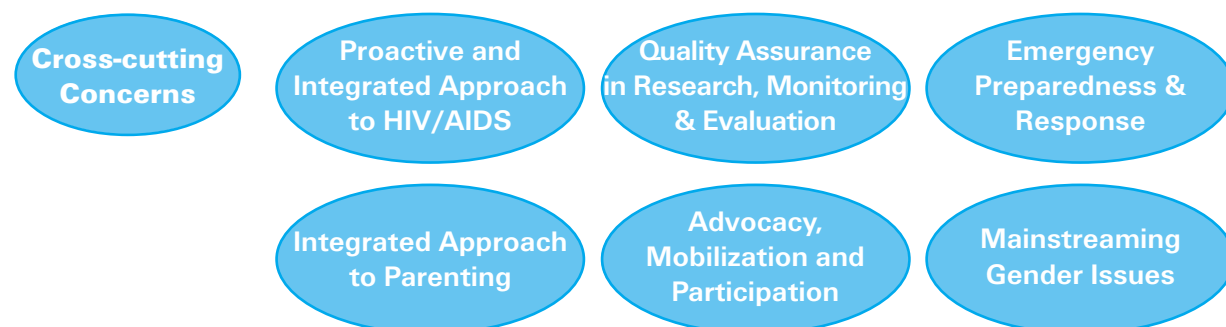 Cross-cutting
Concerns
Proactive and
Integrated Approach
to HIV/AIDS
Quality Assurance
in Research, Monitoring
& Evaluation
Emergency
Preparedness &
Response
Integrated Approach
to Parenting
Advocacy,
Mobilization and
Participation
Mainstreaming
Gender Issues